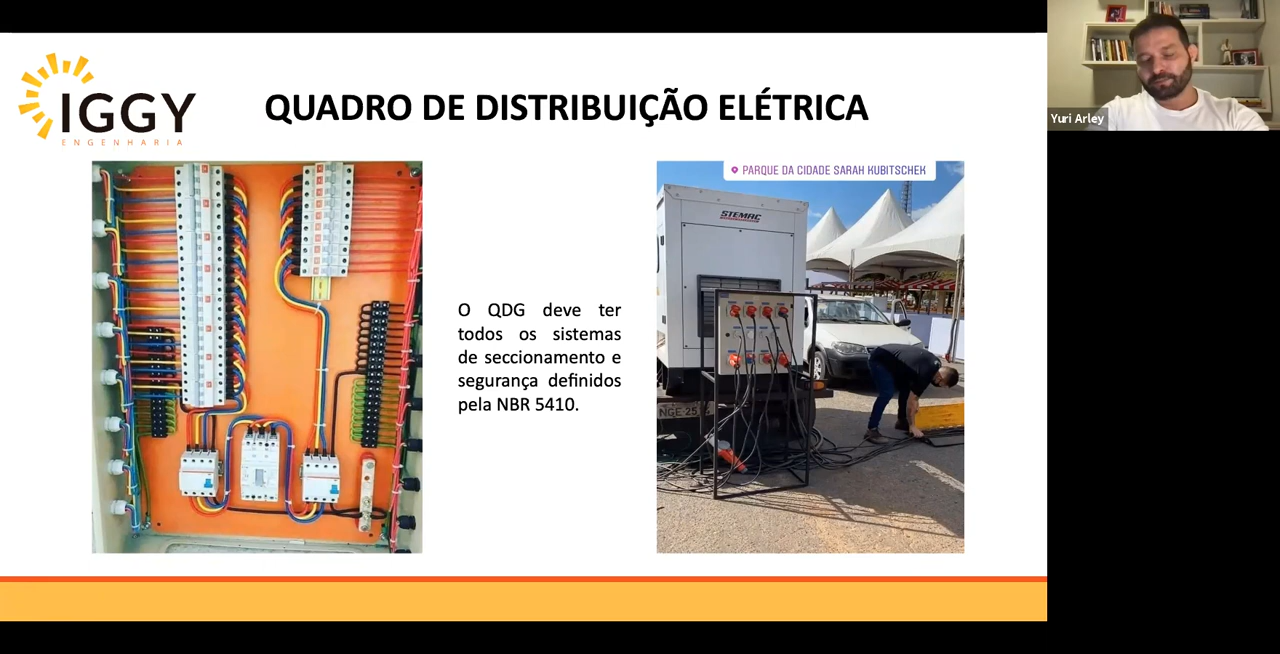 IGGY
ENGENHARIA
QUADRO DE DISTRIBUIÇÃO ELÉTRICA
Yuri Arley
PARQUE DA CIDADE SARAH KUBITSCHEK
STEMAC
O QDG deve ter
todos os sistemas
de seccionamento e
segurança definidos
pela NBR 5410.